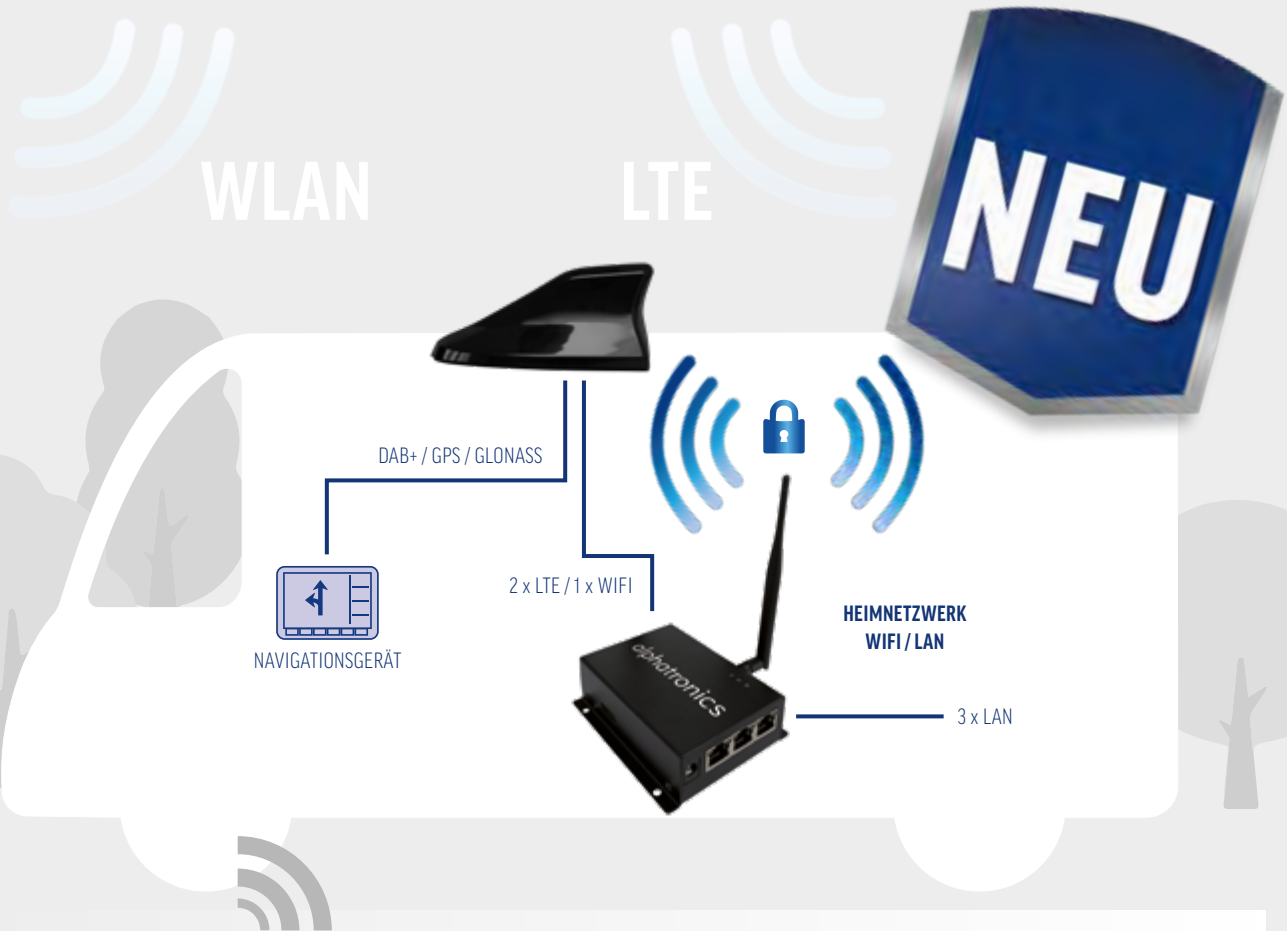 WLAN
LTE
NEU
DAB+ / GPS / GLONASS
2 x LTE / 1 x WIFI
NAVIGATIONSGERÄT
HEIMNETZWERK
WIFI / LAN
alphatronics
3 x LAN